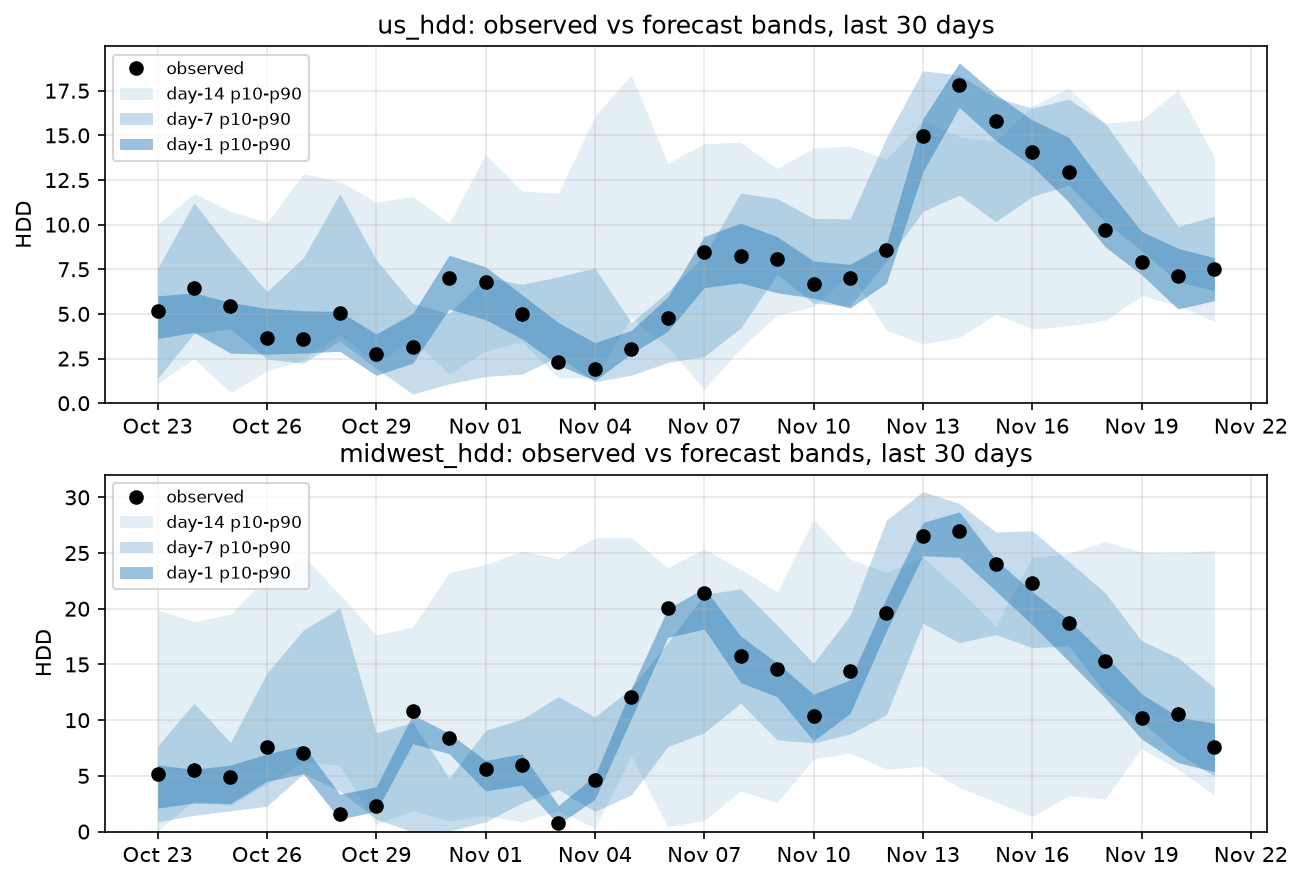 us_hdd: observed vs forecast bands, last 30 days
observed
day-14 p10-p90
day-7 p10-p90
day-1 p10-p90
HDD
17.5
15.0
12.5
10.0
7.5
5.0
2.5
0.0
Oct 23 Oct 26 Oct 29 Nov 01 Nov 04 Nov 07 Nov 10 Nov 13 Nov 16 Nov 19 Nov 22
midwest_hdd: observed vs forecast bands, last 30 days
observed
day-14 p10-p90
day-7 p10-p90
day-1 p10-p90
HDD
30
25
20
15
10
5
0
Oct 23 Oct 26 Oct 29 Nov 01 Nov 04 Nov 07 Nov 10 Nov 13 Nov 16 Nov 19 Nov 22